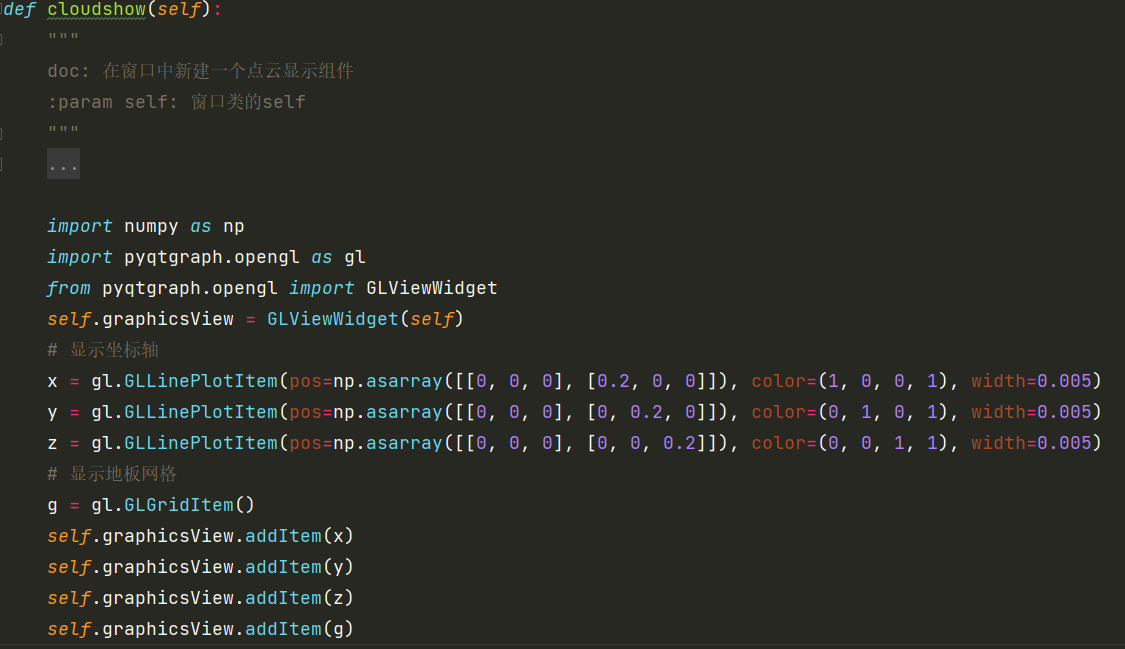 def cloudshow(self):
"""
doc: 在窗口中新建一个点云显示组件
:param self: 窗口类的self
"""
...
import numpy as np
import pyqtgraph.opengl as gl
from pyqtgraph.opengl import GLViewWidget
self.graphicsView = GLViewWidget(self)
# 显示坐标轴
x = gl.GLLinePlotItem(pos=np.asarray([[0, 0, 0], [0.2, 0, 0]]), color=(1, 0, 0, 1), width=0.005)
y = gl.GLLinePlotItem(pos=np.asarray([[0, 0, 0], [0, 0.2, 0]]), color=(0, 1, 0, 1), width=0.005)
z = gl.GLLinePlotItem(pos=np.asarray([[0, 0, 0], [0, 0, 0.2]]), color=(0, 0, 1, 1), width=0.005)
# 显示地板网格
g = gl.GLGridItem()
self.graphicsView.addItem(x)
self.graphicsView.addItem(y)
self.graphicsView.addItem(z)
self.graphicsView.addItem(g)